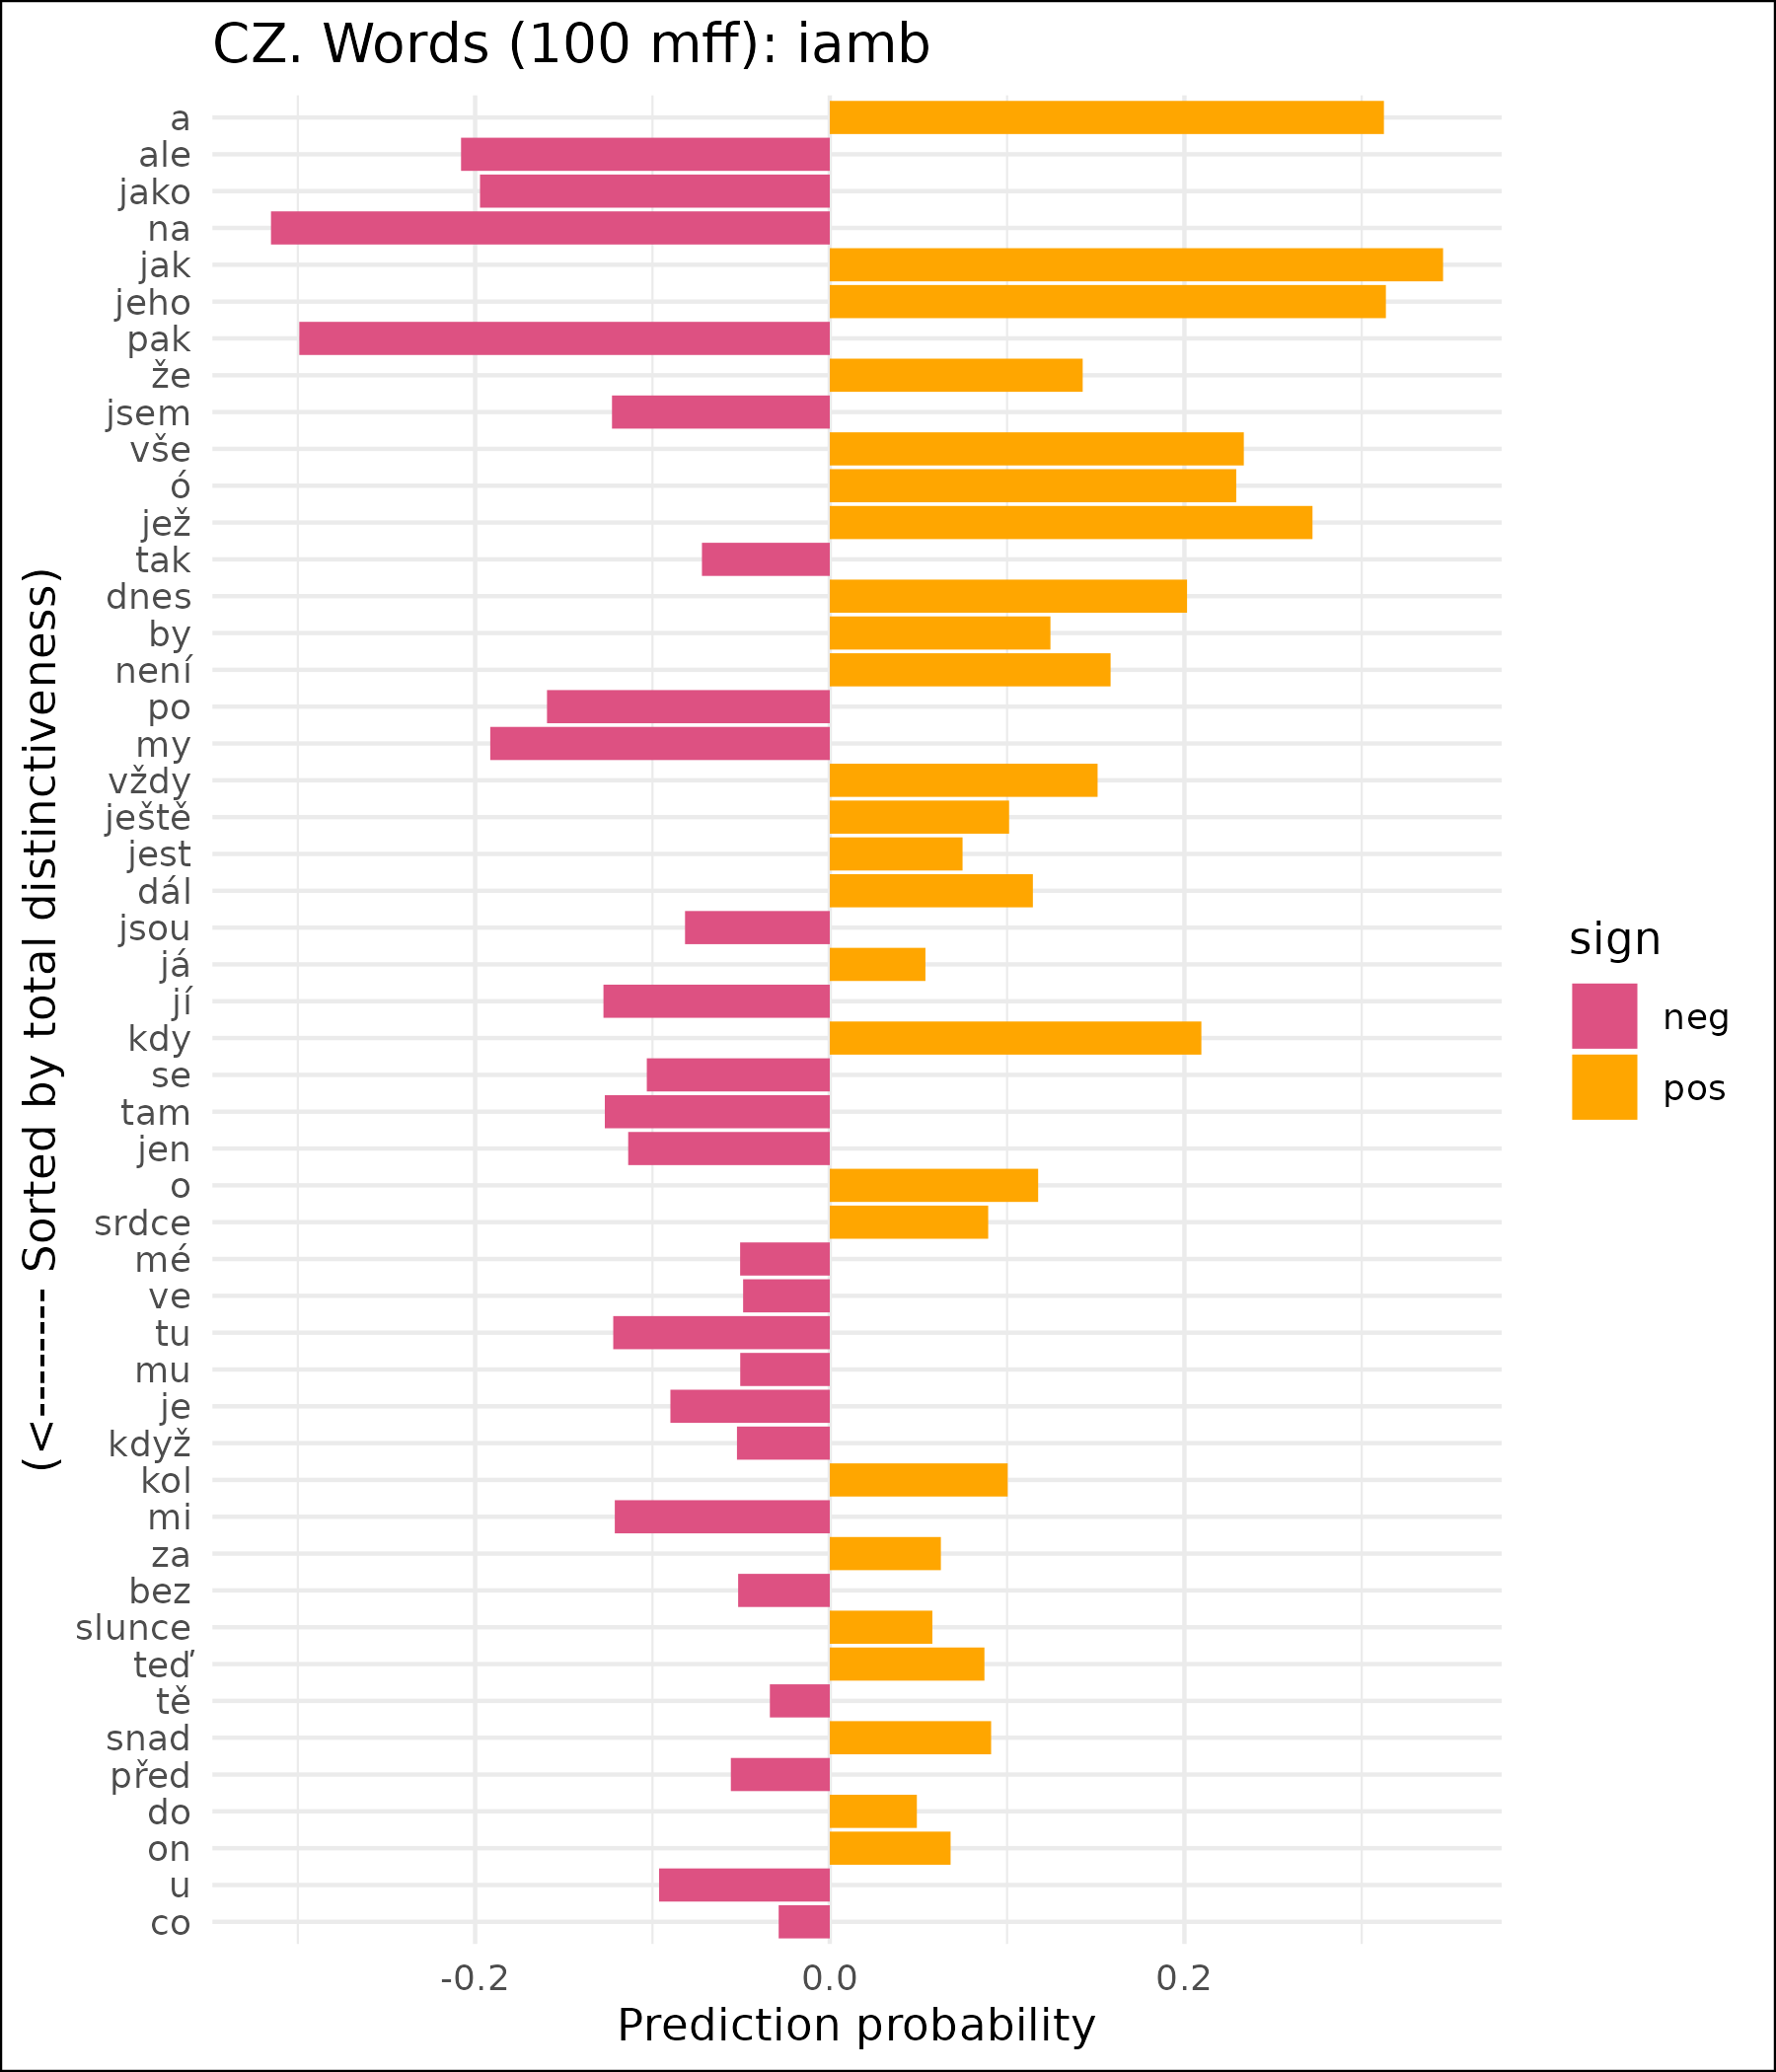 CZ. Words (100 mff): iamb
a
ale
jako
na
jak
jeho
pak
že
jsem
vše
ó
jež
tak
dnes
by
není
po
my
vždy
ještě
jest
dál
jsou
já
jí
kdy
se
tam
jen
o
srdce
mé
ve
tu
mu
je
když
kol
mi
za
bez
slunce
teď
tě
snad
před
do
on
u
co
(<--------- Sorted by total distinctiveness)
-0.2 0.0 0.2
Prediction probability
sign
neg
pos